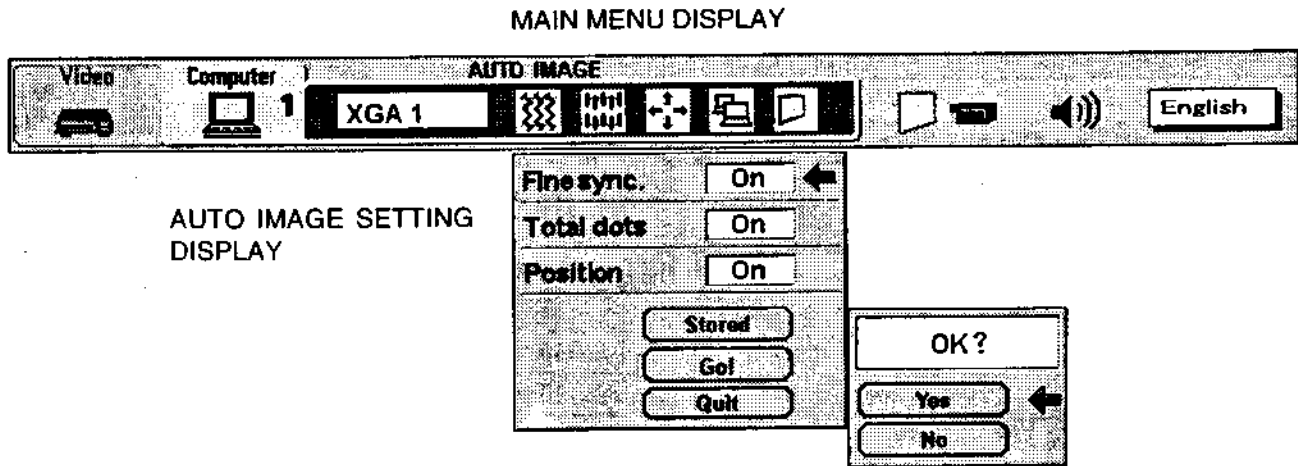 MAIN MENU DISPLAY
Video
Computer
AUTO IMAGE
1
XGA 1
English
AUTO IMAGE SETTING
DISPLAY
Fine sync. On
Total dots On
Position On
Stored
Go!
Quit
OK?
Yes
No